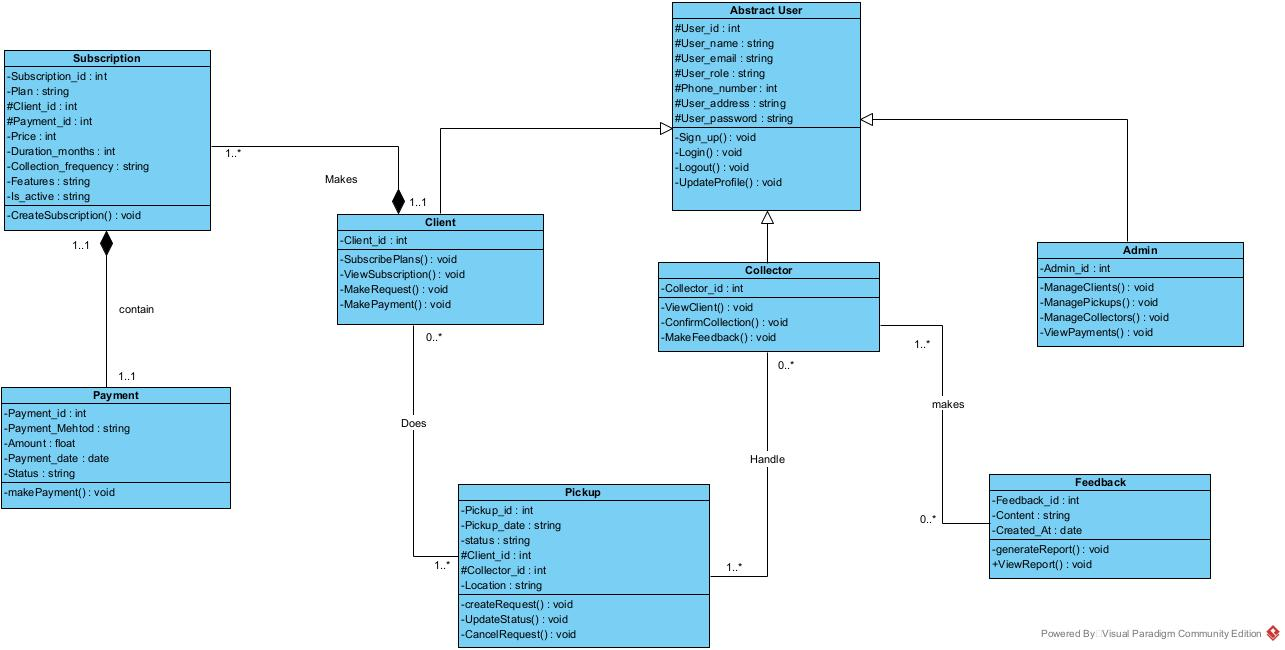 Abstract User
#User_id : int
#User_name : string
#User_email : string
#User_role : string
#Phone_number : int
#User_address : string
#User_password : string
-Sign_up() : void
-Login() : void
-Logout() : void
-UpdateProfile() : void
Subscription
-Subscription_id : int
-Plan : string
#Client_id : int
#Payment_id : int
-Price : int
-Duration_months : int
-Collection_frequency : string
-Features : string
-Is_active : string
-CreateSubscription() : void
1..*
Makes
1..1
Client
-Client_id : int
-SubscribePlans() : void
-ViewSubscription() : void
-MakeRequest() : void
-MakePayment() : void
Collector
-Collector_id : int
-ViewClient() : void
-ConfirmCollection() : void
-MakeFeedback() : void
Admin
-Admin_id : int
-ManageClients() : void
-ManagePickups() : void
-ManageCollectors() : void
-ViewPayments() : void
1..1
contain
1..1
0..*
Does
1..*
0..*
Handle
1..*
1..*
makes
0..*
Payment
-Payment_id : int
-Payment_Mehtod : string
-Amount : float
-Payment_date : date
-Status : string
-makePayment() : void
Pickup
-Pickup_id : int
-Pickup_date : string
-status : string
#Client_id : int
#Collector_id : int
-Location : string
-createRequest() : void
-UpdateStatus() : void
-CancelRequest() : void
Feedback
-Feedback_id : int
-Content : string
-Created_At : date
-generateReport() : void
+ViewReport() : void
Powered By Visual Paradigm Community Edition